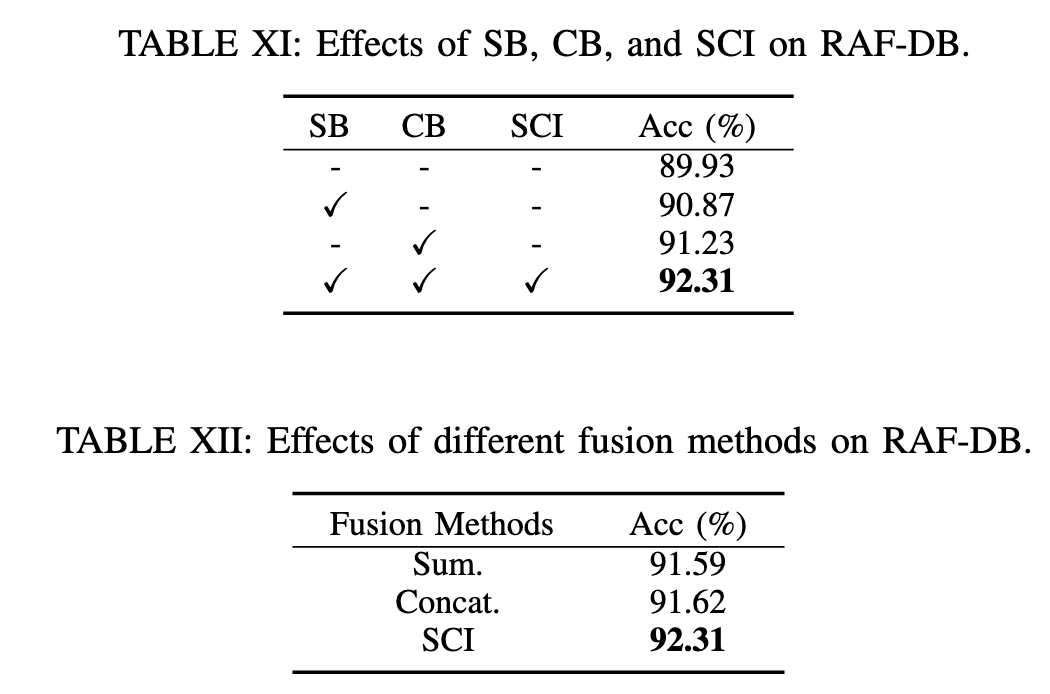 TABLE XI: Effects of SB, CB, and SCI on RAF-DB.
SB CB SCI Acc (%)
- - - 89.93
✓ - - 90.87
- ✓ - 91.23
✓ ✓ ✓ 92.31
TABLE XII: Effects of different fusion methods on RAF-DB.
Fusion Methods Acc (%)
Sum. 91.59
Concat. 91.62
SCI 92.31